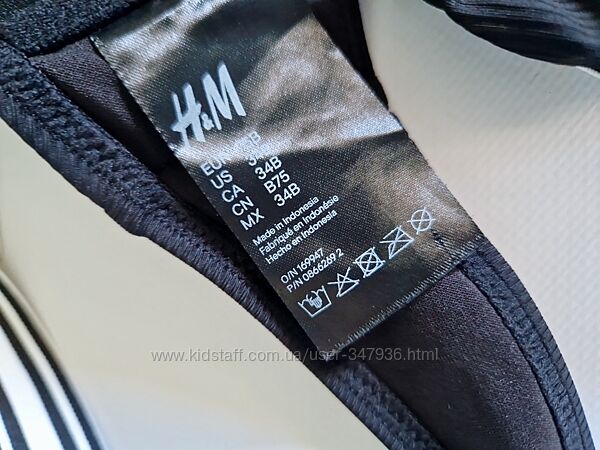 H&M
EUR
US
CA 34B
CN B75
MX 34B
Made in Indonesia
Fabriqué en Indonésie
Hecho en Indonesia
O/N 169947
P/N 0866269 2
www.kidstaff.com.ua/user-347936.html